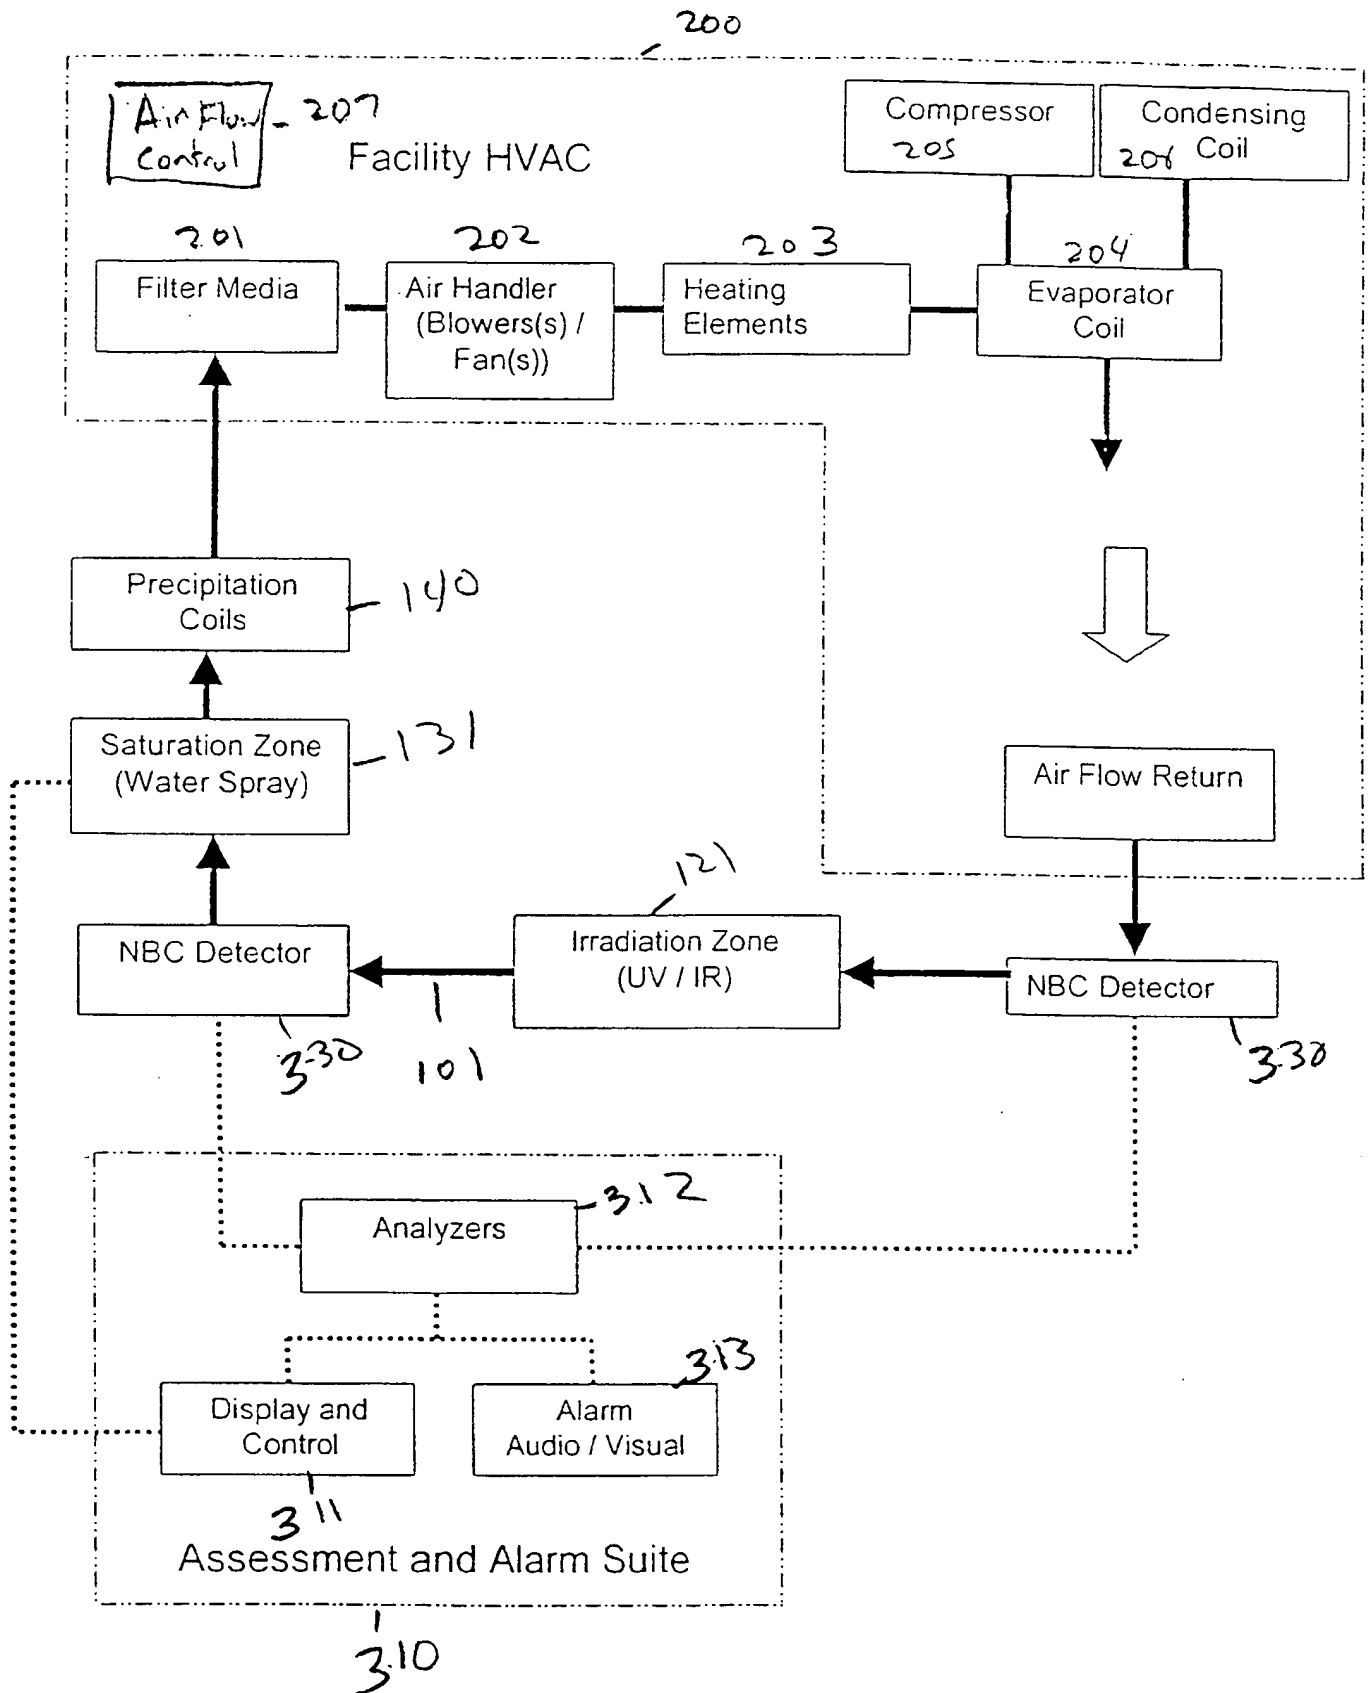 200
Air Flow
Control
207
Facility HVAC
Compressor
205
Condensing
Coil
206
201
Filter Media
202
Air Handler
(Blowers(s) /
Fan(s))
203
Heating
Elements
204
Evaporator
Coil
Precipitation
Coils
140
Saturation Zone
(Water Spray)
131
Air Flow Return
121
NBC Detector
330
101
Irradiation Zone
(UV / IR)
NBC Detector
330
Analyzers
312
Display and
Control
311
313
Alarm
Audio / Visual
Assessment and Alarm Suite
310